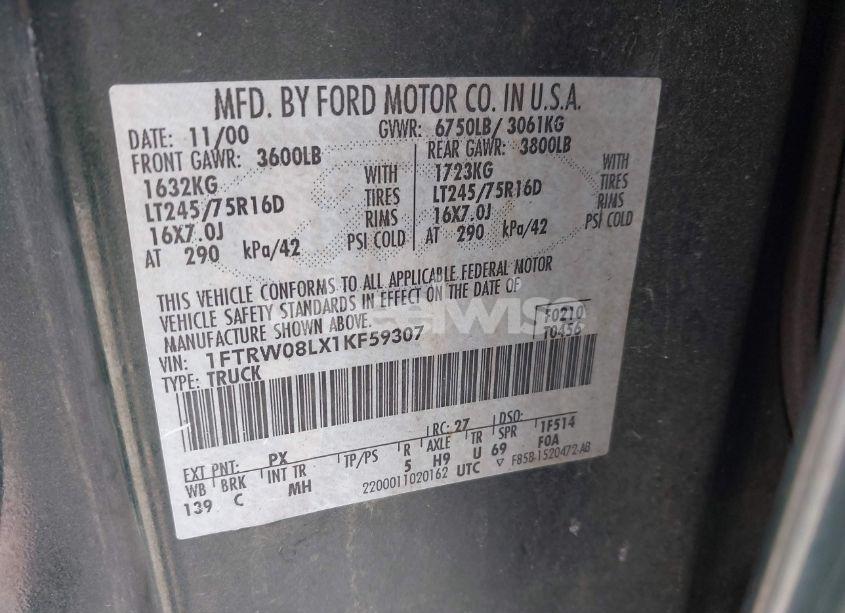 MFD. BY FORD MOTOR CO. IN U.S.A.
DATE: 11/00 GVWR: 6750LB/ 3061KG
FRONT GAWR: 3600LB REAR GAWR: 3800LB
1632KG WITH 1723KG WITH
LT245/75R16D TIRES LT245/75R16D TIRES
16X7.0J RIMS 16X7.0J RIMS
AT 290 kPa/42 PSI COLD AT 290 kPa/42 PSI COLD
THIS VEHICLE CONFORMS TO ALL APPLICABLE FEDERAL MOTOR
VEHICLE SAFETY STANDARDS IN EFFECT ON THE DATE OF
MANUFACTURE SHOWN ABOVE.
F0210
T0456
VIN: 1FTRW08LX1KF59307
TYPE: TRUCK
EXT PNT: PX RC: 27 DSO: 1F514
WB BRK INT TR TP/PS R AXLE TR SPR F0A
139 C MH 5 H9 U 69
2200011020162 UTC ▽ F85B-1520472-AB